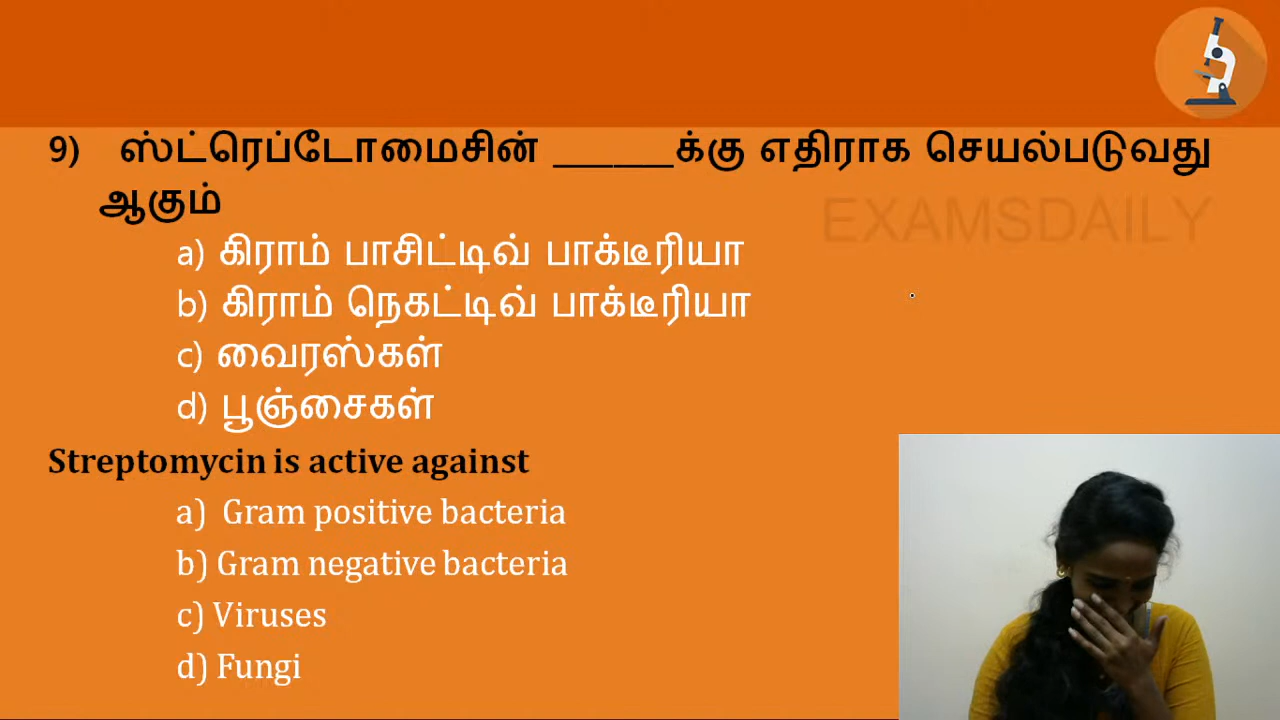 9) ஸ்ட்ரெப்டோமைசின் ______க்கு எதிராக செயல்படுவது
ஆகும்
EXAMSDAILY
a) கிராம் பாசிட்டிவ் பாக்டீரியா
b) கிராம் நெகட்டிவ் பாக்டீரியா
c) வைரஸ்கள்
d) பூஞ்சைகள்
Streptomycin is active against
a) Gram positive bacteria
b) Gram negative bacteria
c) Viruses
d) Fungi